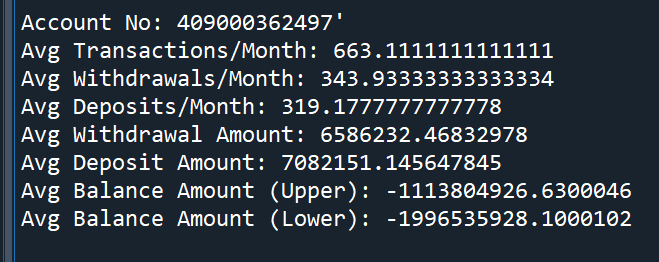 Account No: 409000362497'
Avg Transactions/Month: 663.1111111111111
Avg Withdrawals/Month: 343.93333333333334
Avg Deposits/Month: 319.1777777777778
Avg Withdrawal Amount: 6586232.46832978
Avg Deposit Amount: 7082151.145647845
Avg Balance Amount (Upper): -1113804926.6300046
Avg Balance Amount (Lower): -1996535928.1000102